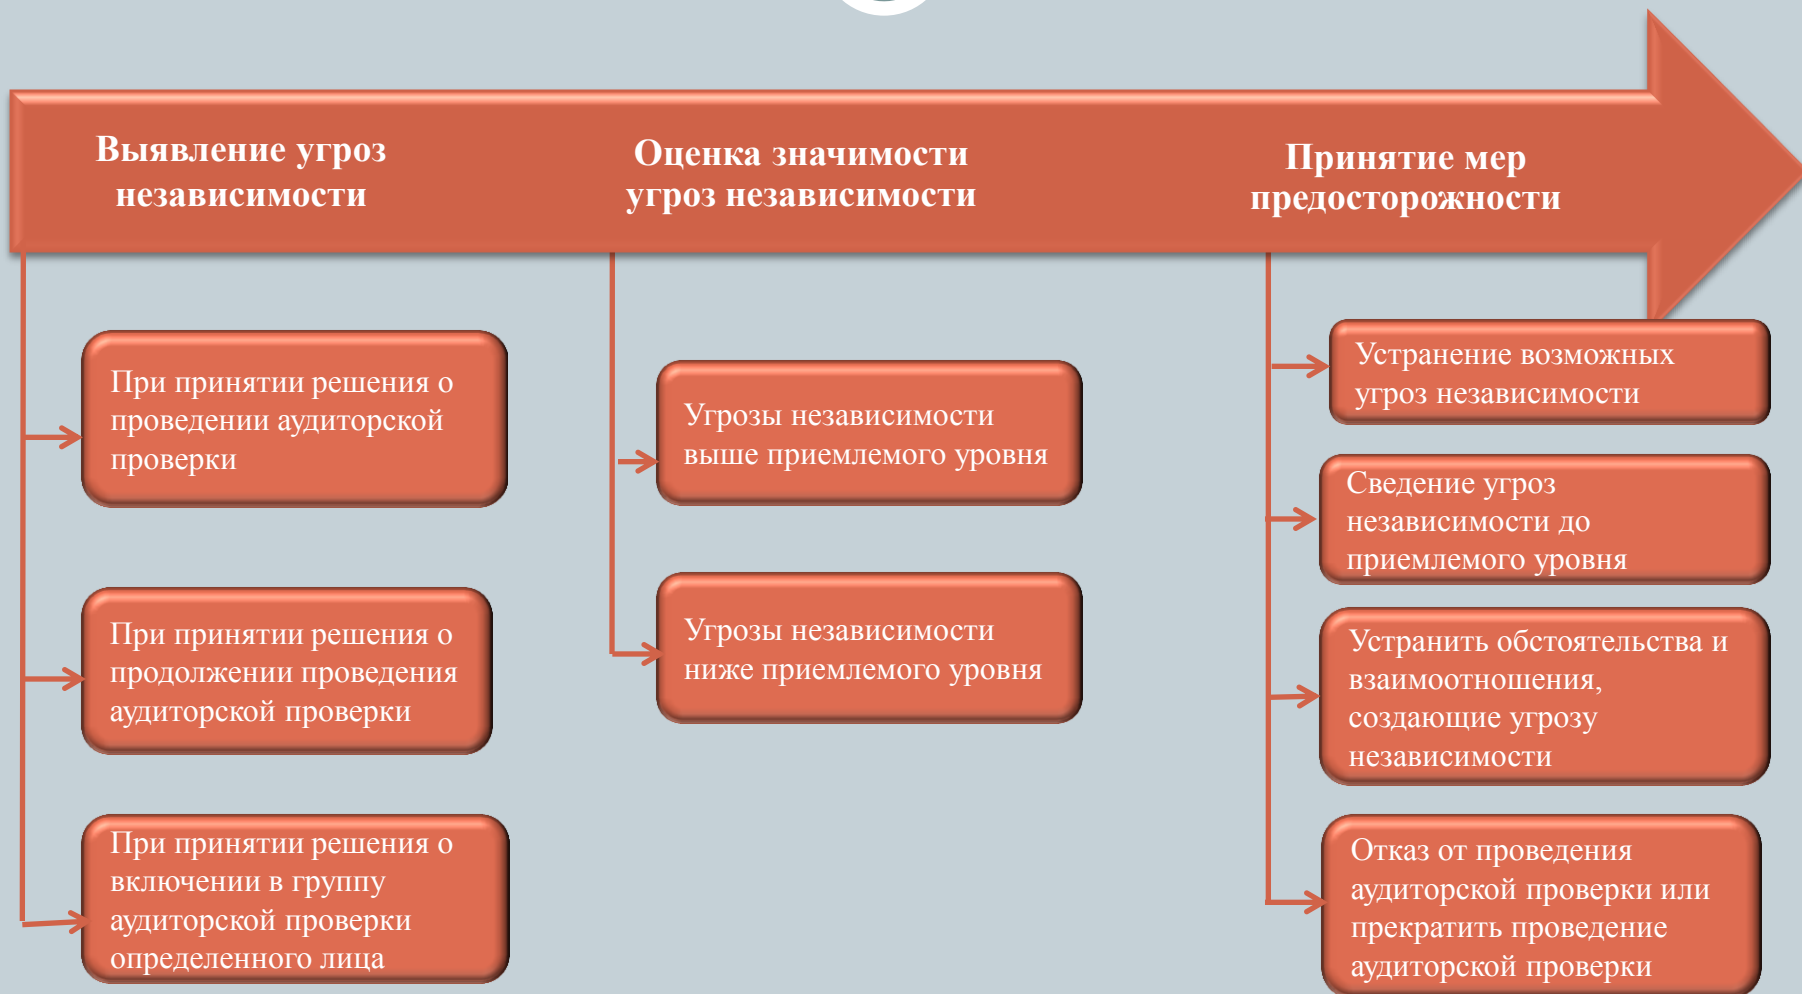 Выявление угроз
независимости
Оценка значимости
угроз независимости
Принятие мер
предосторожности
При принятии решения о
проведении аудиторской
проверки
При принятии решения о
продолжении проведения
аудиторской проверки
При принятии решения о
включении в группу
аудиторской проверки
определенного лица
Угрозы независимости
выше приемлемого уровня
Угрозы независимости
ниже приемлемого уровня
Устранение возможных
угроз независимости
Сведение угроз
независимости до
приемлемого уровня
Устранить обстоятельства и
взаимоотношения,
создающие угрозу
независимости
Отказ от проведения
аудиторской проверки или
прекратить проведение
аудиторской проверки